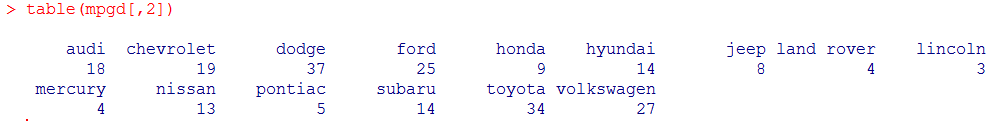 > table(mpgd[,2])
audi chevrolet dodge ford honda hyundai jeep land rover lincoln
18 19 37 25 9 14 8 4 3
mercury nissan pontiac subaru toyota volkswagen
4 13 5 14 34 27